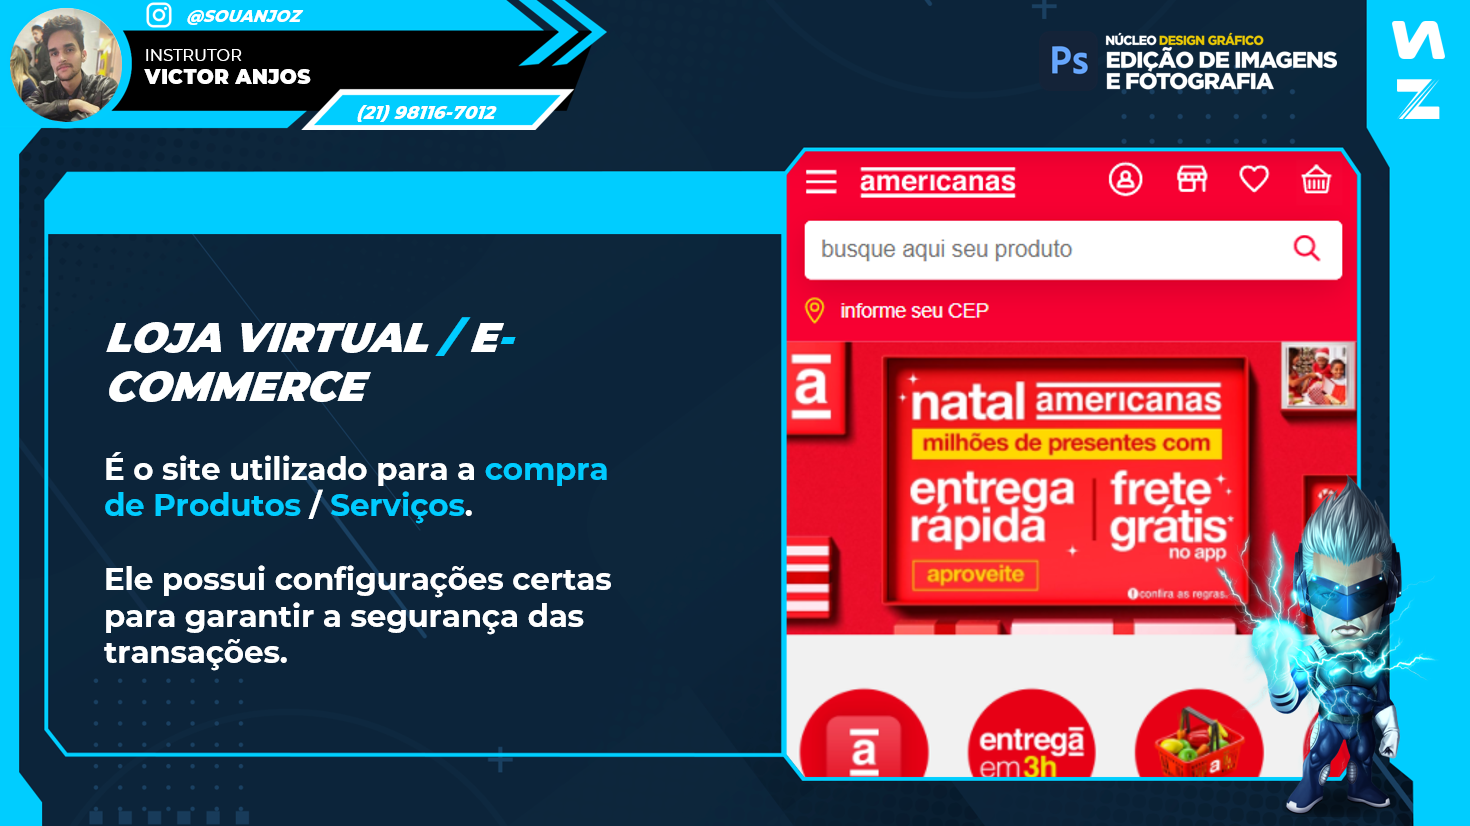 @SOUANJOZ
INSTRUTOR
VICTOR ANJOS
(21) 98116-7012
Ps
NÚCLEO DESIGN GRÁFICO
EDIÇÃO DE IMAGENS
E FOTOGRAFIA
LOJA VIRTUAL / E-
COMMERCE
É o site utilizado para a compra
de Produtos / Serviços.
Ele possui configurações certas
para garantir a segurança das
transações.
americanas
busque aqui seu produto
informe seu CEP
a
natal americanas
milhões de presentes com
entrega
rápida
frete
grátis*
no app
aproveite
confira as regras.
a
entrega
em 3h
a